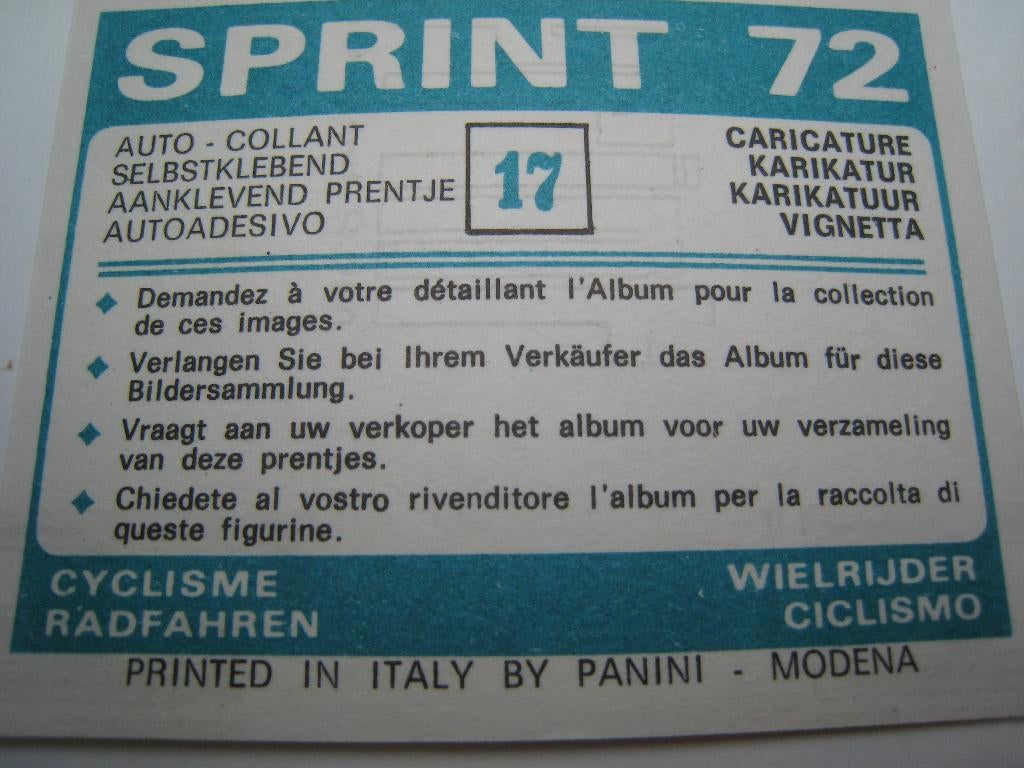 SPRINT 72
AUTO - COLLANT
SELBSTKLEBEND
AANKLEVEND PRENTJE
AUTOADESIVO
17
CARICATURE
KARIKATUR
KARIKATUUR
VIGNETTA
Demandez à votre détaillant l'Album pour la collection
de ces images.
Verlangen Sie bei Ihrem Verkäufer das Album für diese
Bildersammlung.
Vraagt aan uw verkoper het album voor uw verzameling
van deze prentjes.
Chiedete al vostro rivenditore l'album per la raccolta di
queste figurine.
CYCLISME
RADFAHREN
WIELRIJDER
CICLISMO
PRINTED IN ITALY BY PANINI - MODENA